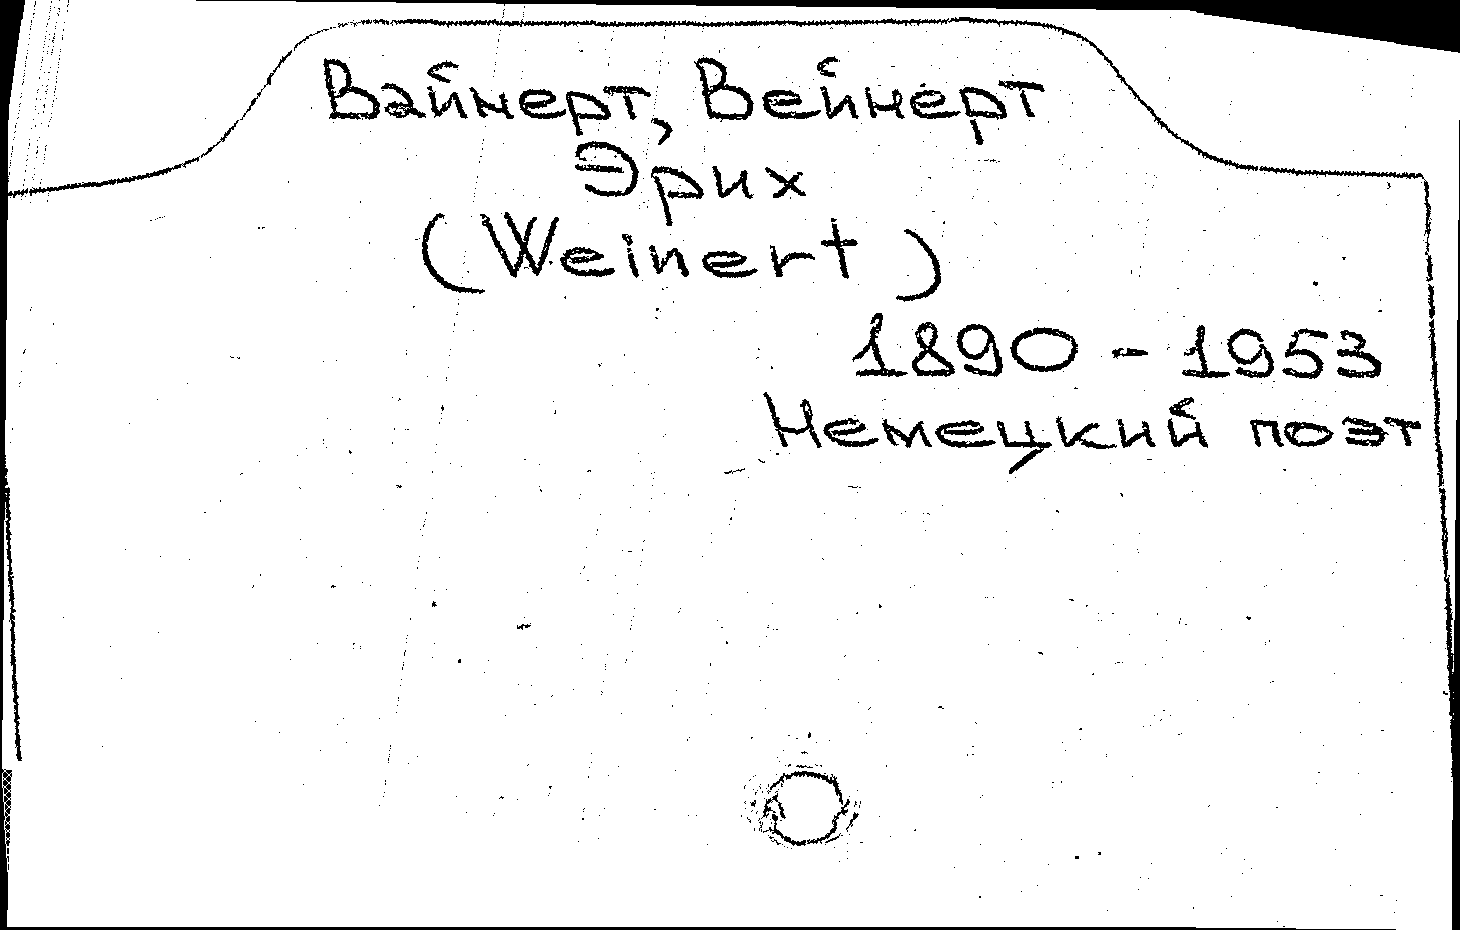 Вайнерт, Вейнерт
Эрих
(Weinert)
1890 - 1953
Немецкий поэт